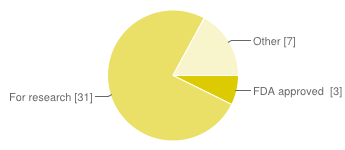 Other [7]
FDA approved  [3]
For research [31]